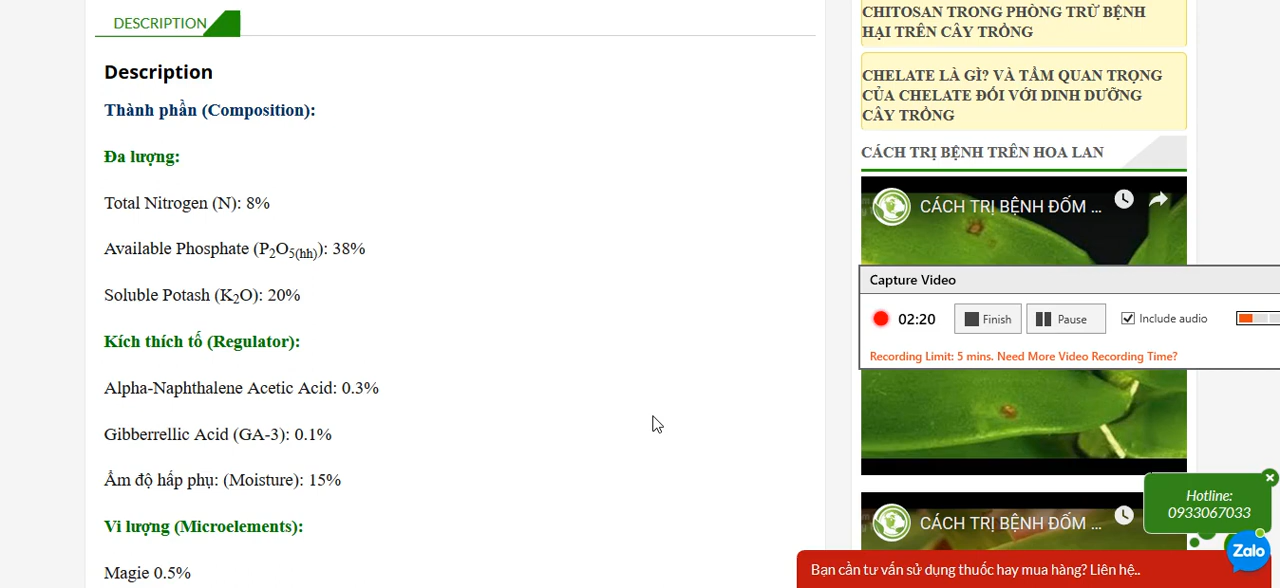 DESCRIPTION
Description
Thành phần (Composition):
Đa lượng:
Total Nitrogen (N): 8%
Available Phosphate (P2O5(hh)): 38%
Soluble Potash (K2O): 20%
Kích thích tố (Regulator):
Alpha-Naphthalene Acetic Acid: 0.3%
Gibberrellic Acid (GA-3): 0.1%
Ẩm độ hấp phụ: (Moisture): 15%
Vi lượng (Microelements):
Magie 0.5%
CHITOSAN TRONG PHÒNG TRỪ BỆNH
HẠI TRÊN CÂY TRỒNG
CHELATE LÀ GÌ? VÀ TẦM QUAN TRỌNG
CỦA CHELATE ĐỐI VỚI DINH DƯỠNG
CÂY TRỒNG
CÁCH TRỊ BỆNH TRÊN HOA LAN
CÁCH TRỊ BỆNH ĐỐM ...
Capture Video
02:20 Finish Pause Include audio
Recording Limit: 5 mins. Need More Video Recording Time?
CÁCH TRỊ BỆNH ĐỐM ...
Hotline:
0933067033
Zalo
Bạn cần tư vấn sử dụng thuốc hay mua hàng? Liên hệ..